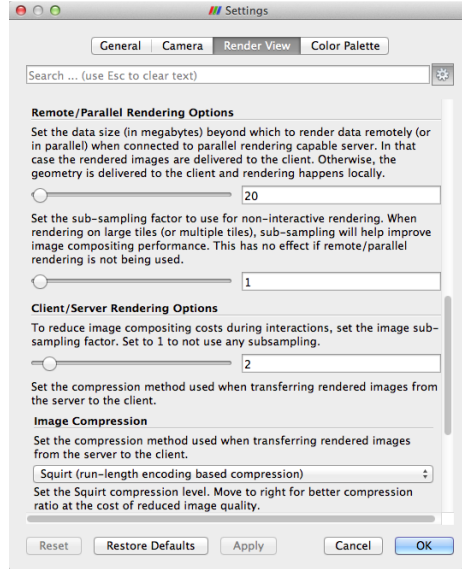 Settings
General Camera Render View Color Palette
Search ... (use Esc to clear text)
Remote/Parallel Rendering Options
Set the data size (in megabytes) beyond which to render data remotely (or
in parallel) when connected to parallel rendering capable server. In that
case the rendered images are delivered to the client. Otherwise, the
geometry is delivered to the client and rendering happens locally.
20
Set the sub-sampling factor to use for non-interactive rendering. When
rendering on large tiles (or multiple tiles), sub-sampling will help improve
image compositing performance. This has no effect if remote/parallel
rendering is not being used.
1
Client/Server Rendering Options
To reduce image compositing costs during interactions, set the image sub-
sampling factor. Set to 1 to not use any subsampling.
2
Set the compression method used when transferring rendered images from
the server to the client.
Image Compression
Set the compression method used when transferring rendered images
from the server to the client.
Squirt (run-length encoding based compression)
Set the Squirt compression level. Move to right for better compression
ratio at the cost of reduced image quality.
Reset Restore Defaults Apply Cancel OK